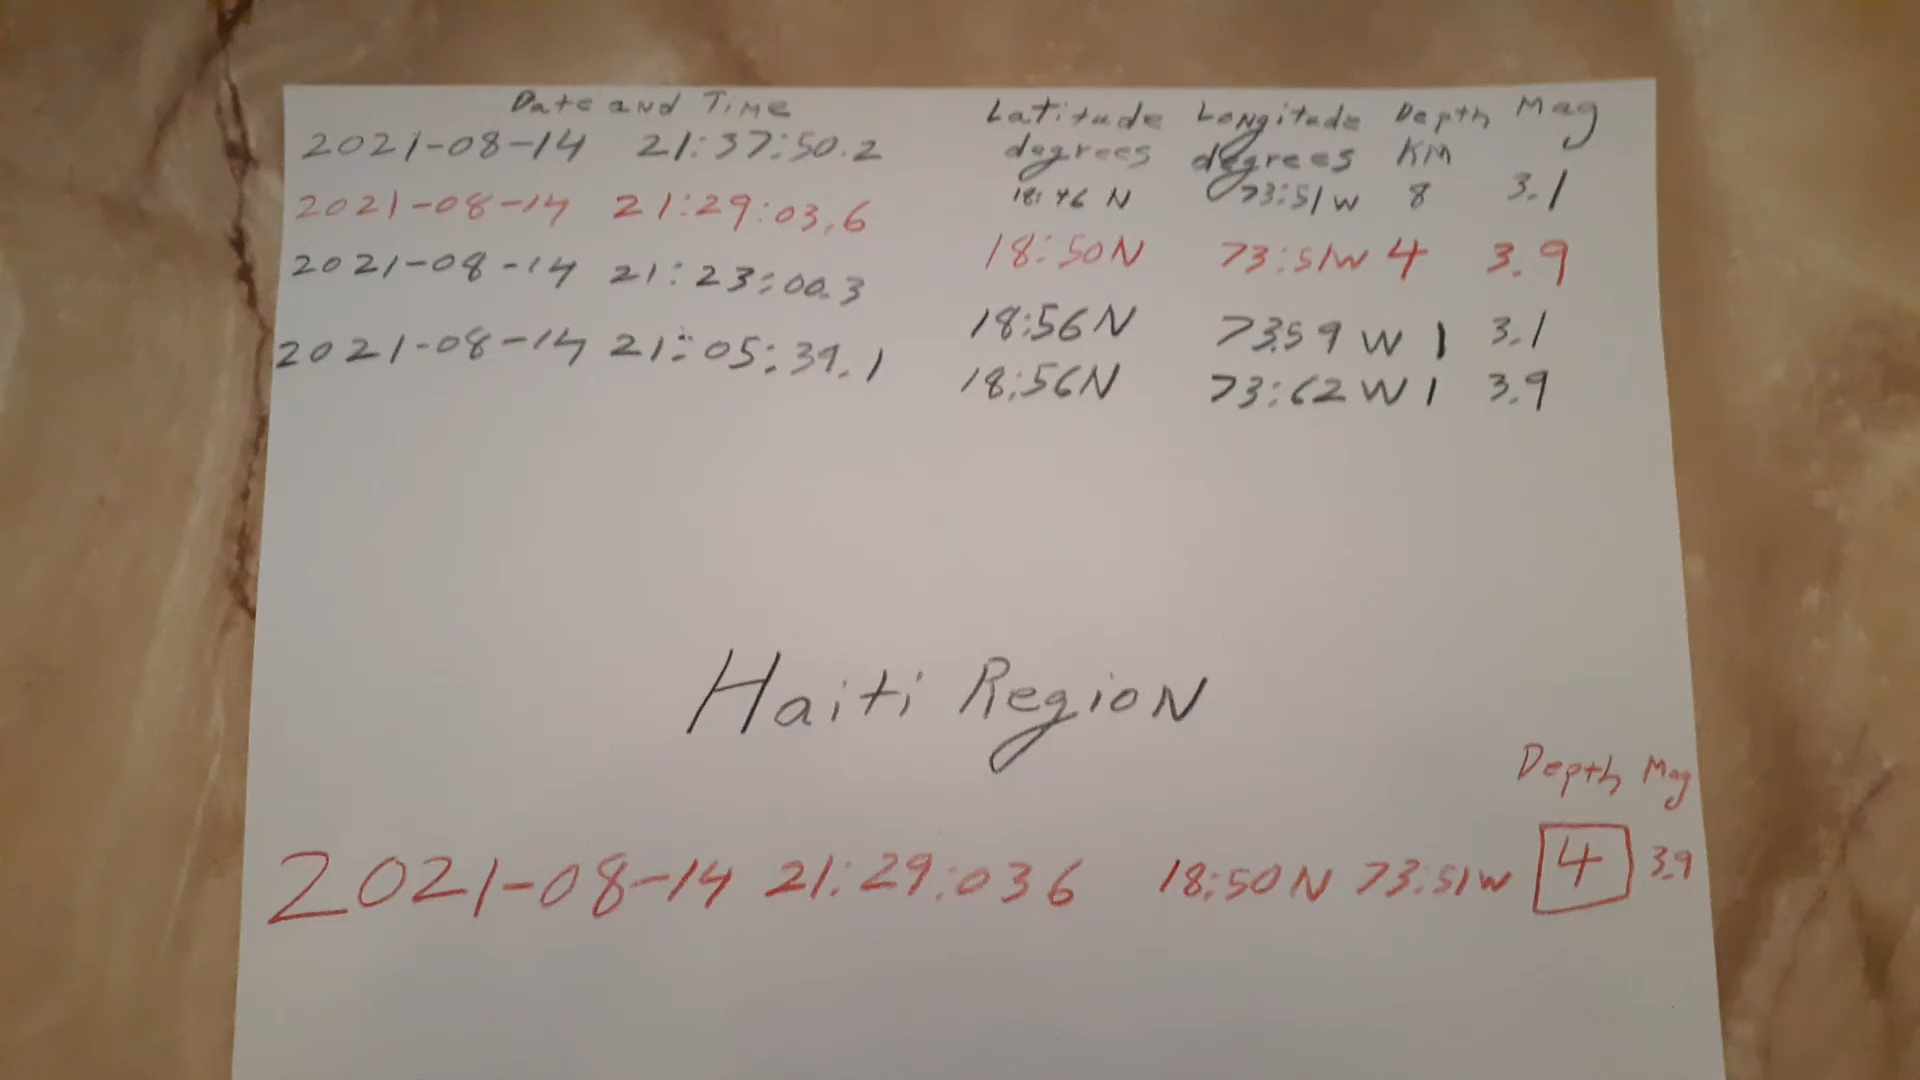 Date and Time Latitude degrees Longitude degrees Depth KM Mag
2021-08-14 21:37:50.2 18:46 N 73:51 W 8 3.1
2021-08-14 21:29:03.6 18:50N 73:51W 4 3.9
2021-08-14 21:23:00.3 18:56N 73.59 W 1 3.1
2021-08-14 21:05:39.1 18:56N 73:62 W 1 3.9
Haiti Region
Depth Mag
2021-08-14 21:29:036 18:50N 73:51W 4 3.9